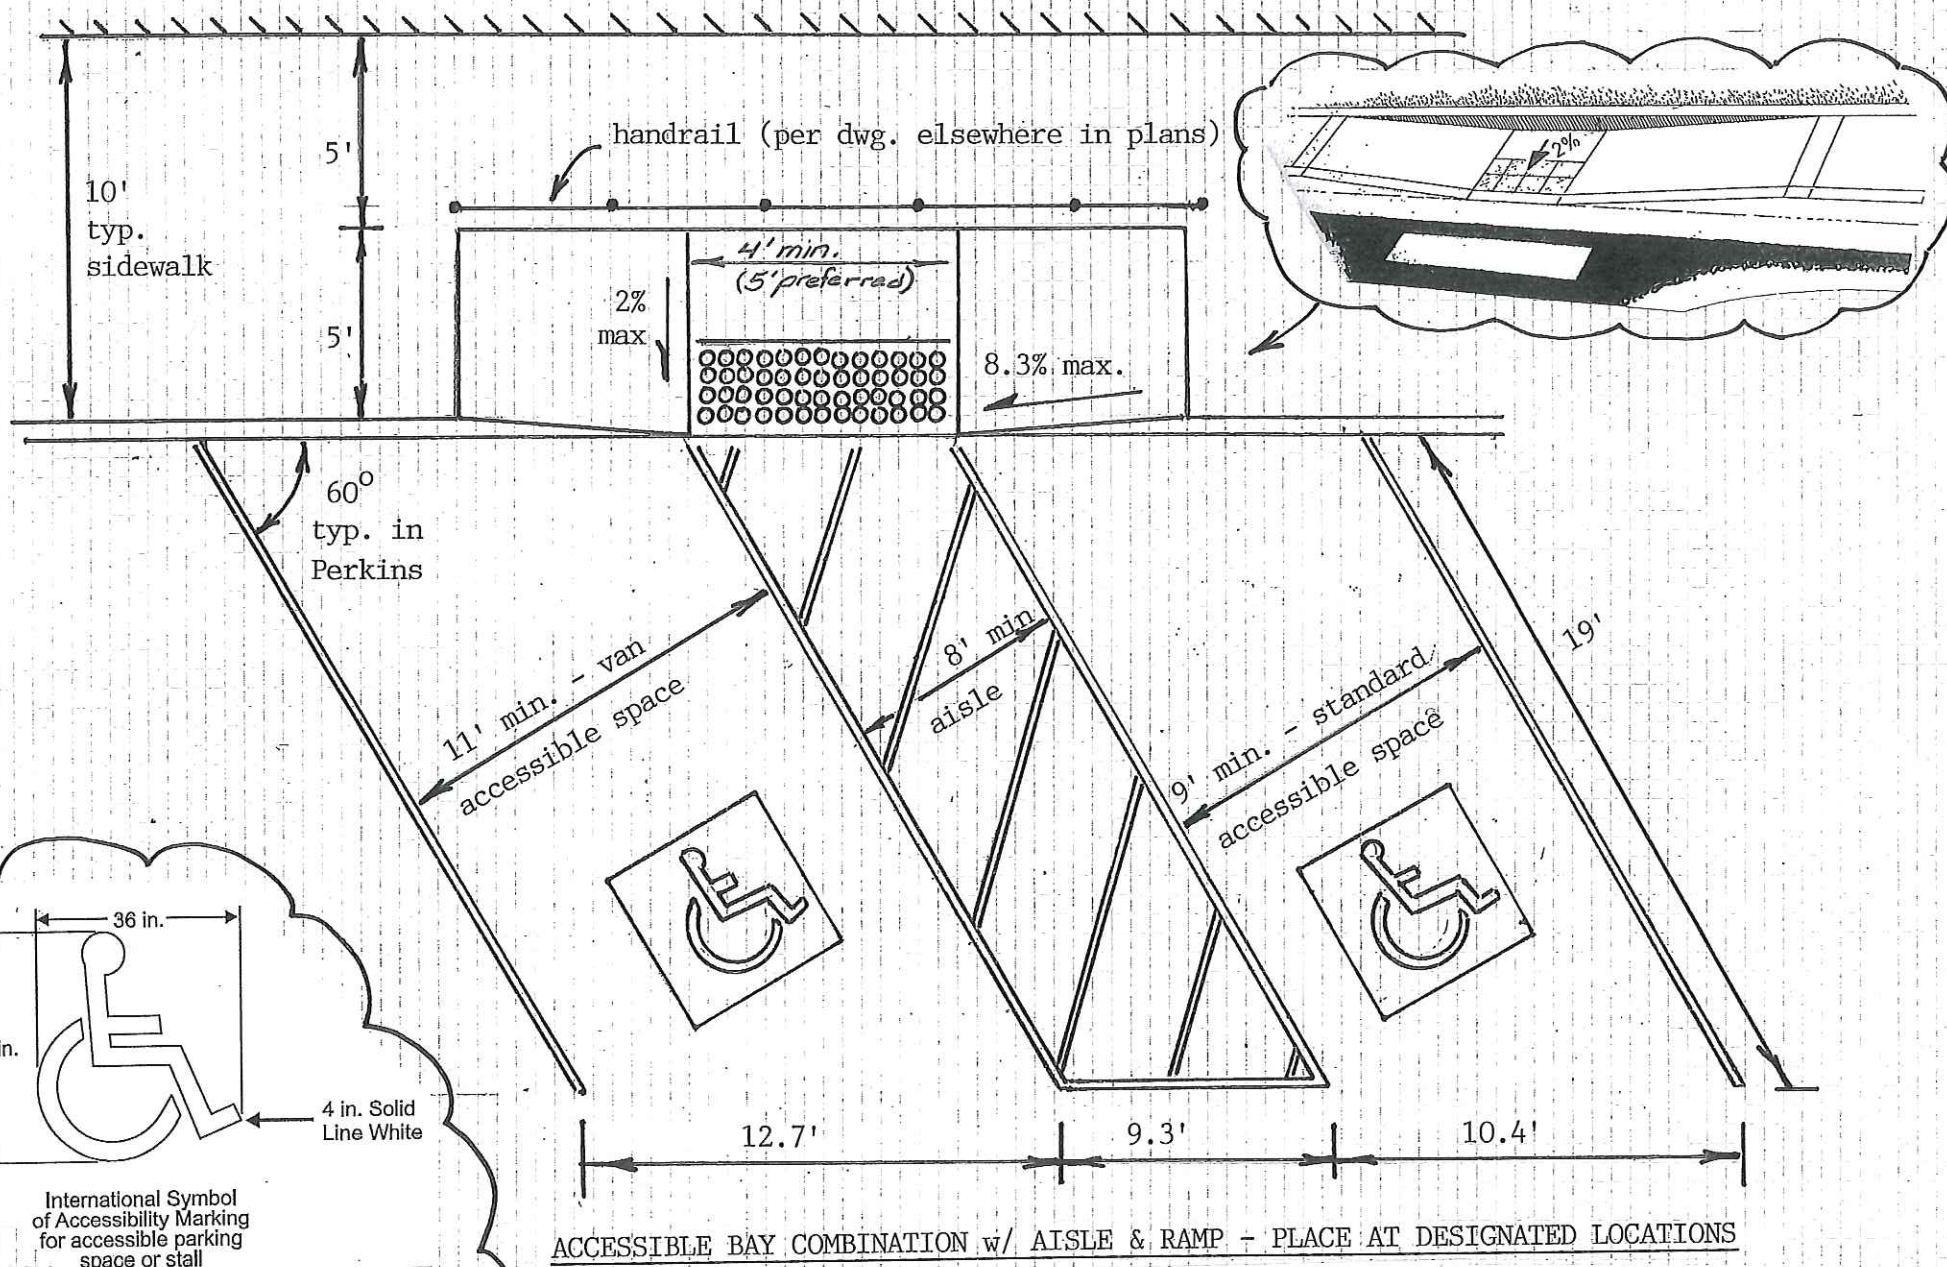 handrail (per dwg. elsewhere in plans)
5'
10'
typ.
sidewalk
4' min.
(5' preferred)
2%
max
5'
8.3% max.
2%
60°
typ. in
Perkins
11' min. - van
accessible space
8' min
aisle
9' min. - standard
accessible space
19'
36 in.
in.
4 in. Solid
Line White
International Symbol
of Accessibility Marking
for accessible parking
space or stall
12.7'
9.3'
10.4'
ACCESSIBLE BAY COMBINATION w/ AISLE & RAMP - PLACE AT DESIGNATED LOCATIONS